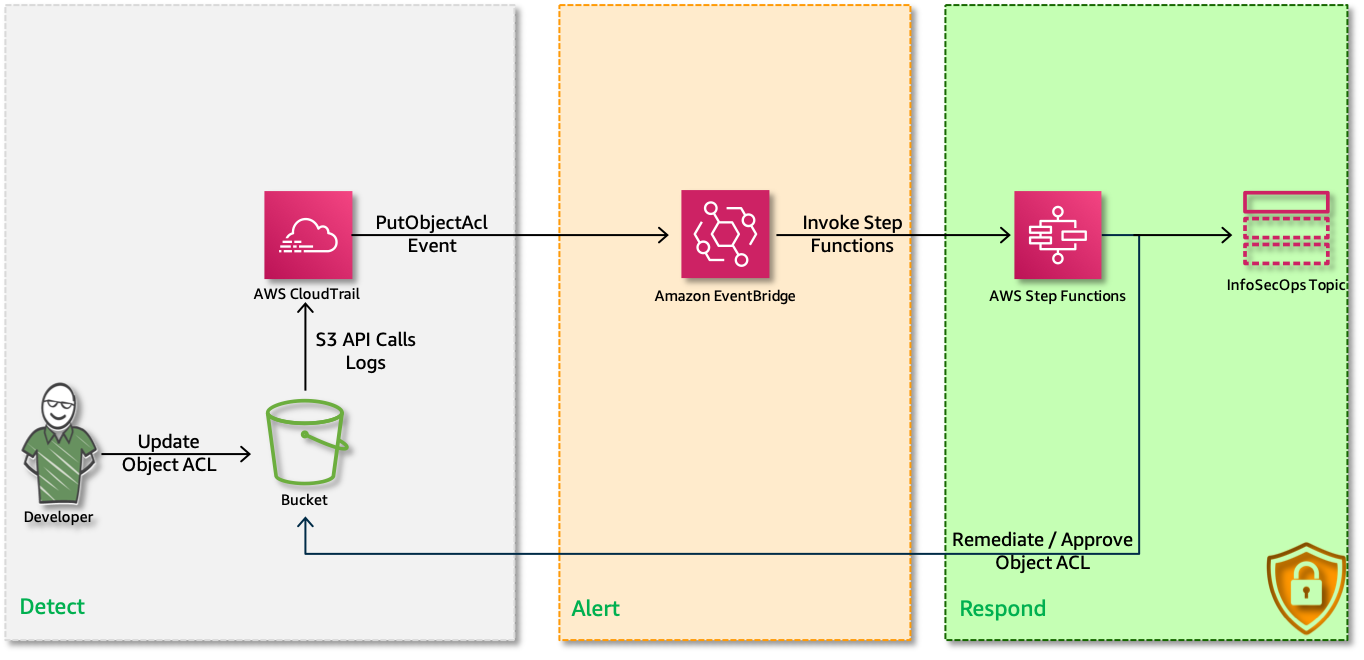 PutObjectAcl
Event
AWS CloudTrail
S3 API Calls
Logs
Update
Object ACL
Developer
Bucket
Detect
Amazon EventBridge
Invoke Step
Functions
Alert
AWS Step Functions
InfoSecOps Topic
Remediate / Approve
Object ACL
Respond